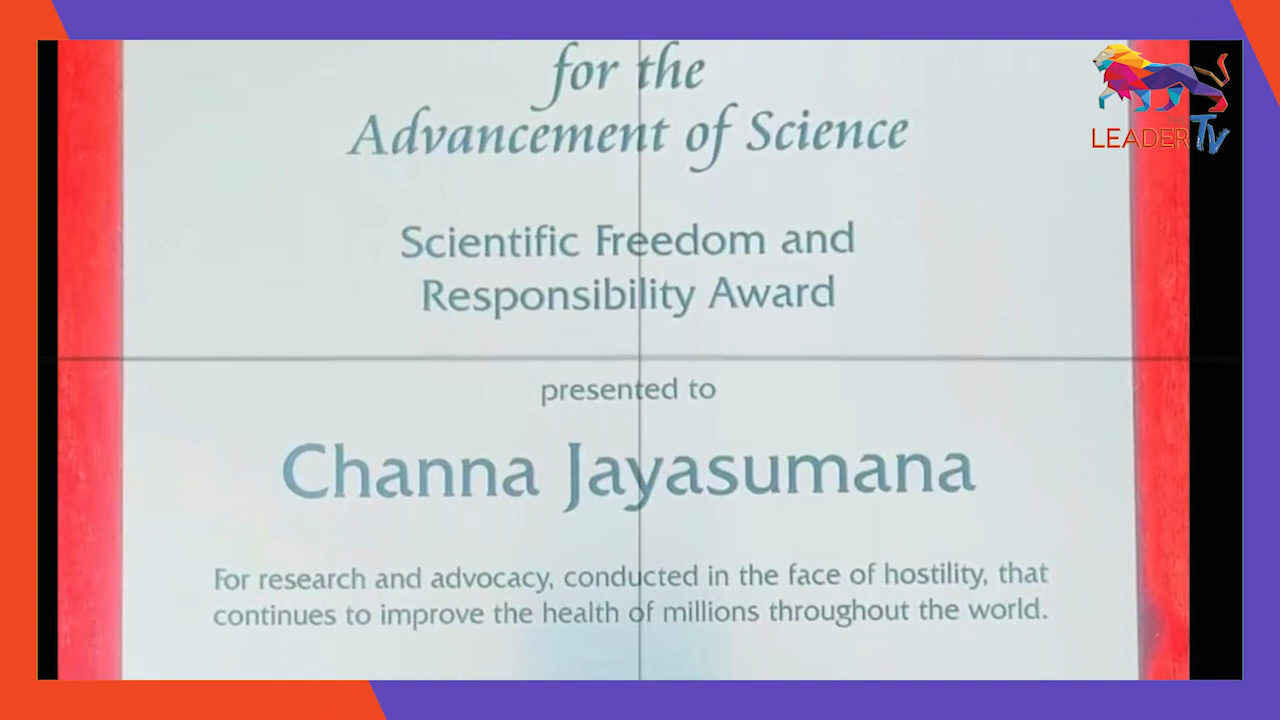 for the
Advancement of Science
LEADER TV
Scientific Freedom and
Responsibility Award
presented to
Channa Jayasumana
For research and advocacy, conducted in the face of hostility, that
continues to improve the health of millions throughout the world.